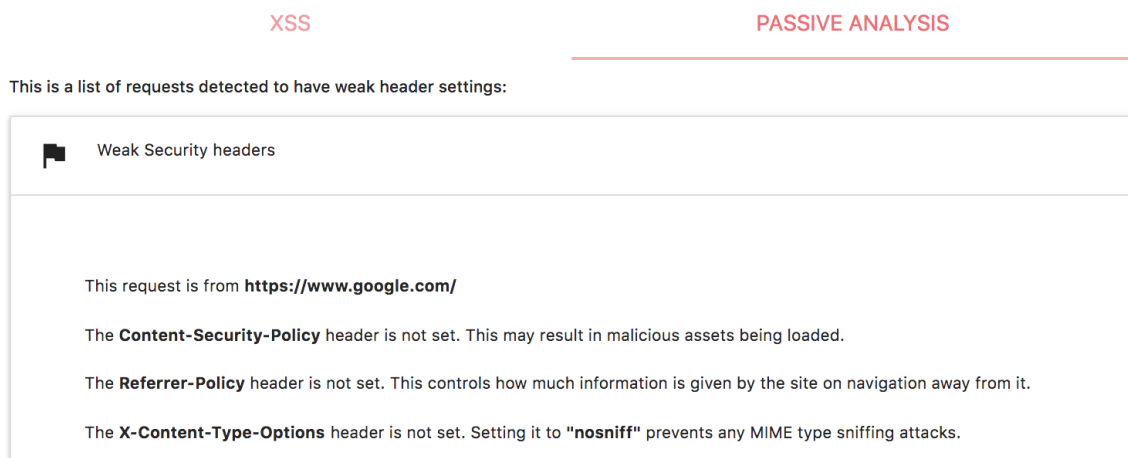 XSS
PASSIVE ANALYSIS
This is a list of requests detected to have weak header settings:
Weak Security headers
This request is from https://www.google.com/
The Content-Security-Policy header is not set. This may result in malicious assets being loaded.
The Referrer-Policy header is not set. This controls how much information is given by the site on navigation away from it.
The X-Content-Type-Options header is not set. Setting it to "nosniff" prevents any MIME type sniffing attacks.